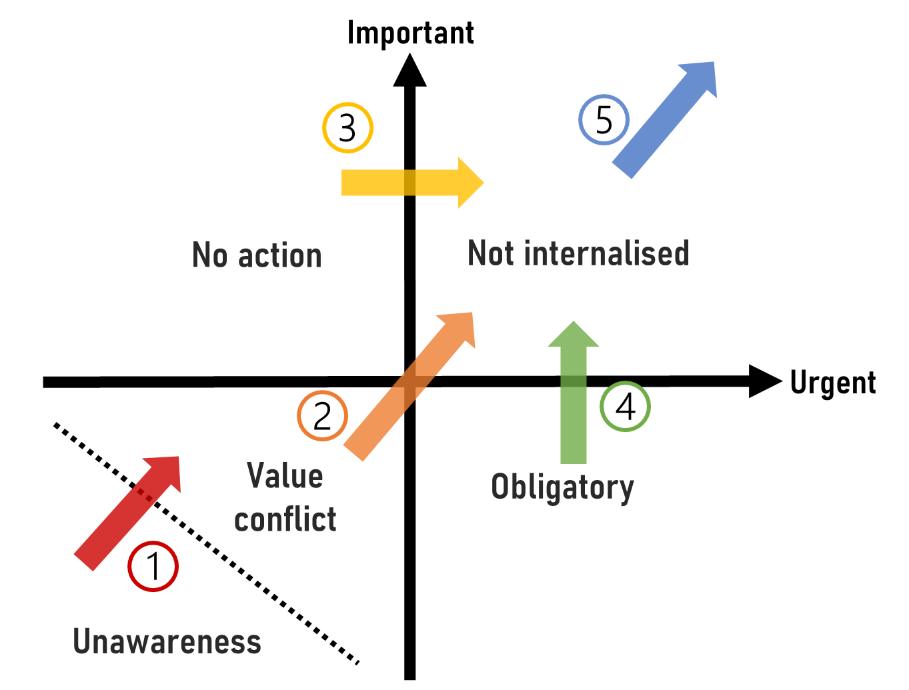 Important
3
5
No action
Not internalised
Urgent
2
4
Value
conflict
Obligatory
1
Unawareness